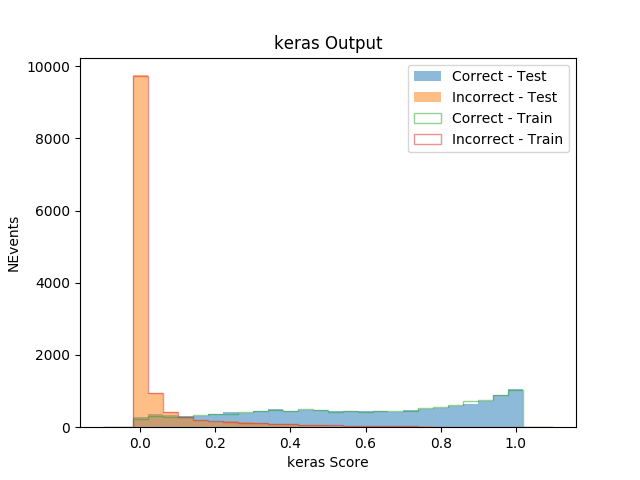 keras Output
10000
8000
6000
4000
2000
0
NEvents
Correct - Test
Incorrect - Test
Correct - Train
Incorrect - Train
0.0 0.2 0.4 0.6 0.8 1.0
keras Score